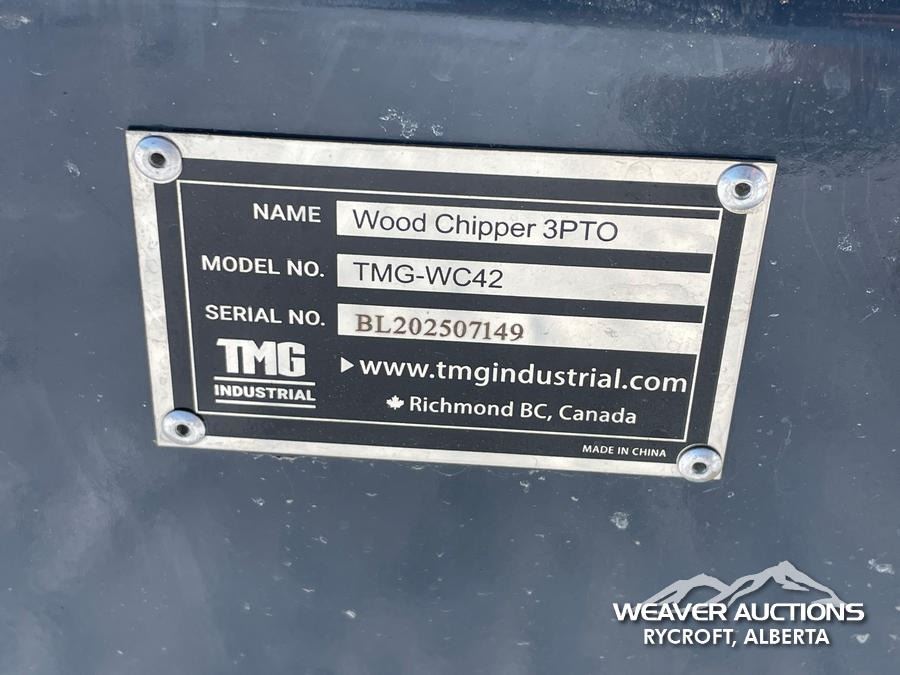 NAME Wood Chipper 3PTO
MODEL NO. TMG-WC42
SERIAL NO. BL202507149
TMG
INDUSTRIAL
www.tmgindustrial.com
Richmond BC, Canada
MADE IN CHINA
WEAVER AUCTIONS
RYCROFT, ALBERTA